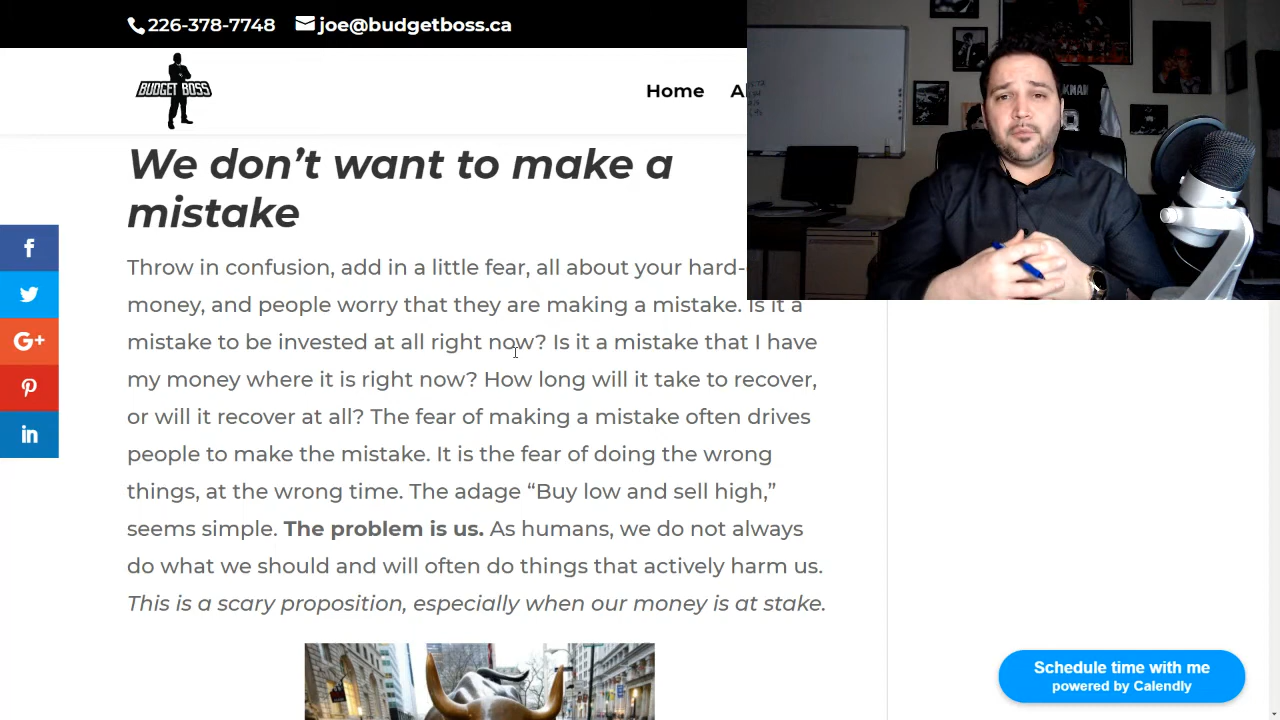 226-378-7748 joe@budgetboss.ca
BUDGET BOSS
Home
We don’t want to make a
mistake
Throw in confusion, add in a little fear, all about your hard-
money, and people worry that they are making a mistake. Is it a
mistake to be invested at all right now? Is it a mistake that I have
my money where it is right now? How long will it take to recover,
or will it recover at all? The fear of making a mistake often drives
people to make the mistake. It is the fear of doing the wrong
things, at the wrong time. The adage “Buy low and sell high,”
seems simple. The problem is us. As humans, we do not always
do what we should and will often do things that actively harm us.
This is a scary proposition, especially when our money is at stake.
f
G+
in
Schedule time with me
powered by Calendly